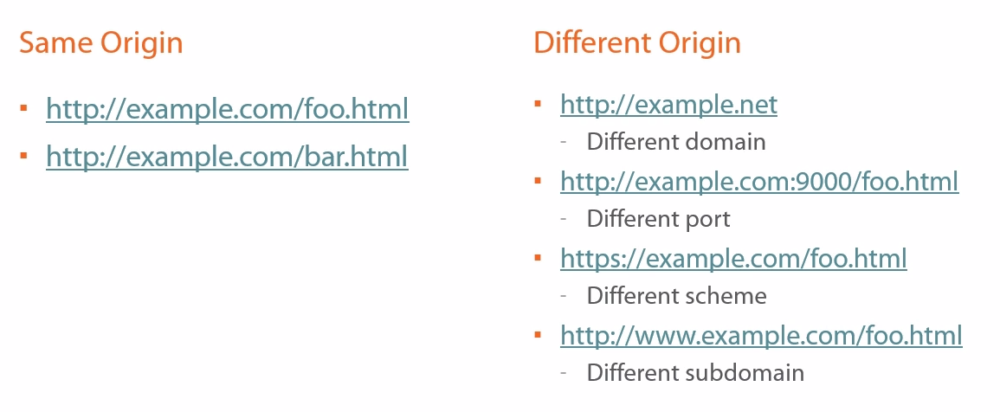 Same Origin
▪ http://example.com/foo.html
▪ http://example.com/bar.html
Different Origin
▪ http://example.net
- Different domain
▪ http://example.com:9000/foo.html
- Different port
▪ https://example.com/foo.html
- Different scheme
▪ http://www.example.com/foo.html
- Different subdomain